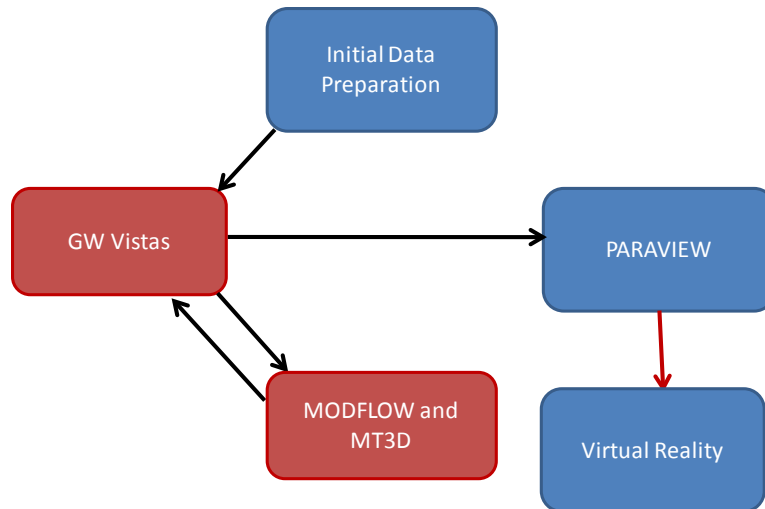 Initial Data
Preparation
GW Vistas
PARAVIEW
MODFLOW and
MT3D
Virtual Reality